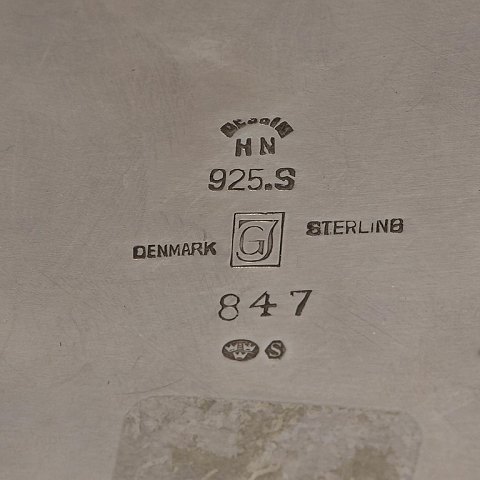 DESIGN
HN
925.S
DENMARK GJ STERLING
847
S